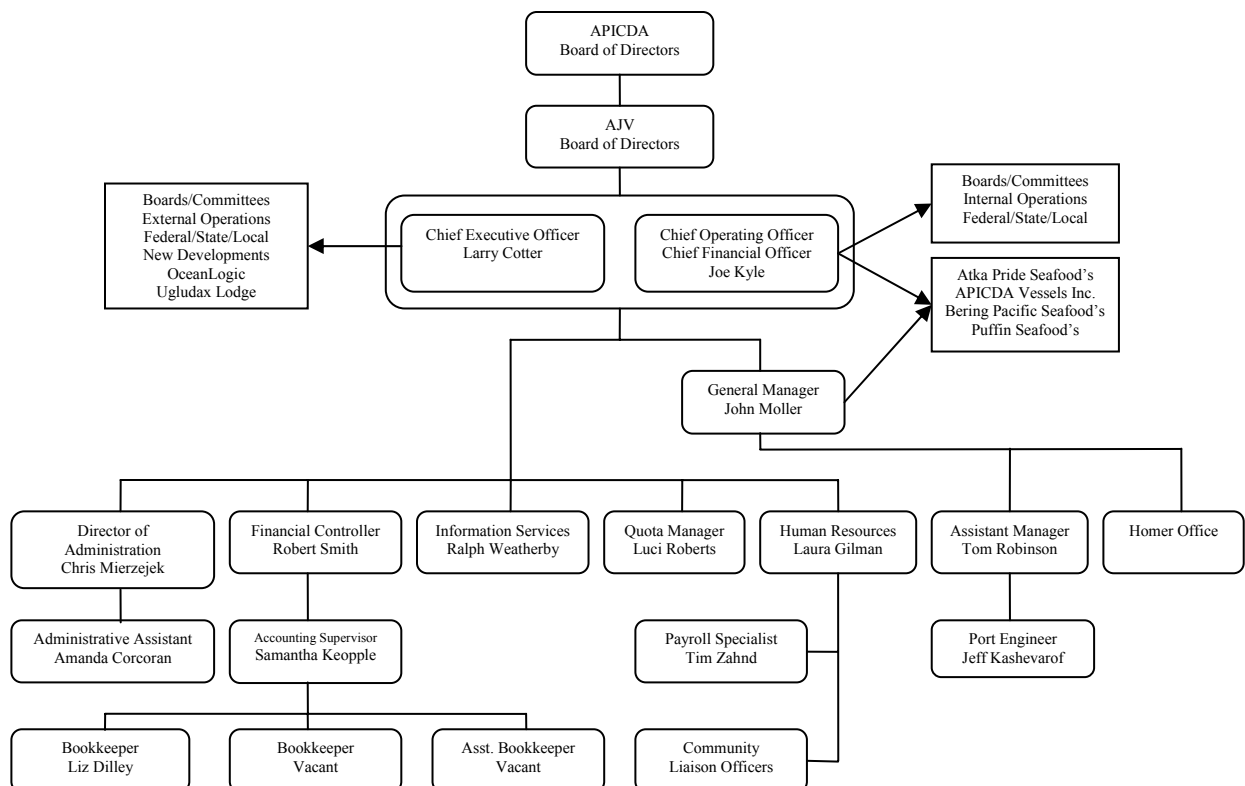 APICDA
Board of Directors
AJV
Board of Directors
Boards/Committees
External Operations
Federal/State/Local
New Developments
OceanLogic
Ugludax Lodge
Chief Executive Officer
Larry Cotter
Chief Operating Officer
Chief Financial Officer
Joe Kyle
Boards/Committees
Internal Operations
Federal/State/Local
Atka Pride Seafood’s
APICDA Vessels Inc.
Bering Pacific Seafood’s
Puffin Seafood’s
General Manager
John Moller
Director of
Administration
Chris Mierzejek
Financial Controller
Robert Smith
Information Services
Ralph Weatherby
Quota Manager
Luci Roberts
Human Resources
Laura Gilman
Assistant Manager
Tom Robinson
Homer Office
Administrative Assistant
Amanda Corcoran
Accounting Supervisor
Samantha Keopple
Payroll Specialist
Tim Zahnd
Port Engineer
Jeff Kashevarof
Bookkeeper
Liz Dilley
Bookkeeper
Vacant
Asst. Bookkeeper
Vacant
Community
Liaison Officers